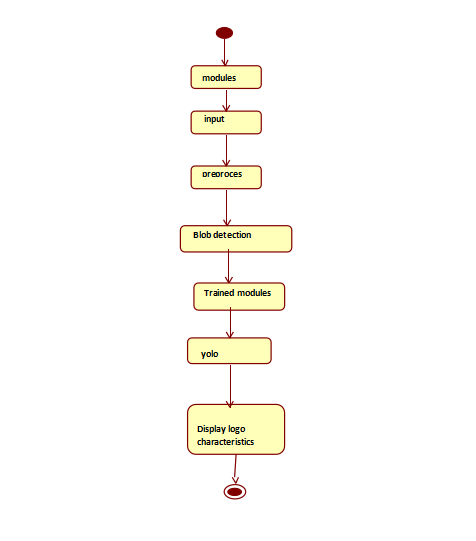 modules
input
preproces
Blob detection
Trained modules
yolo
Display logo
characteristics